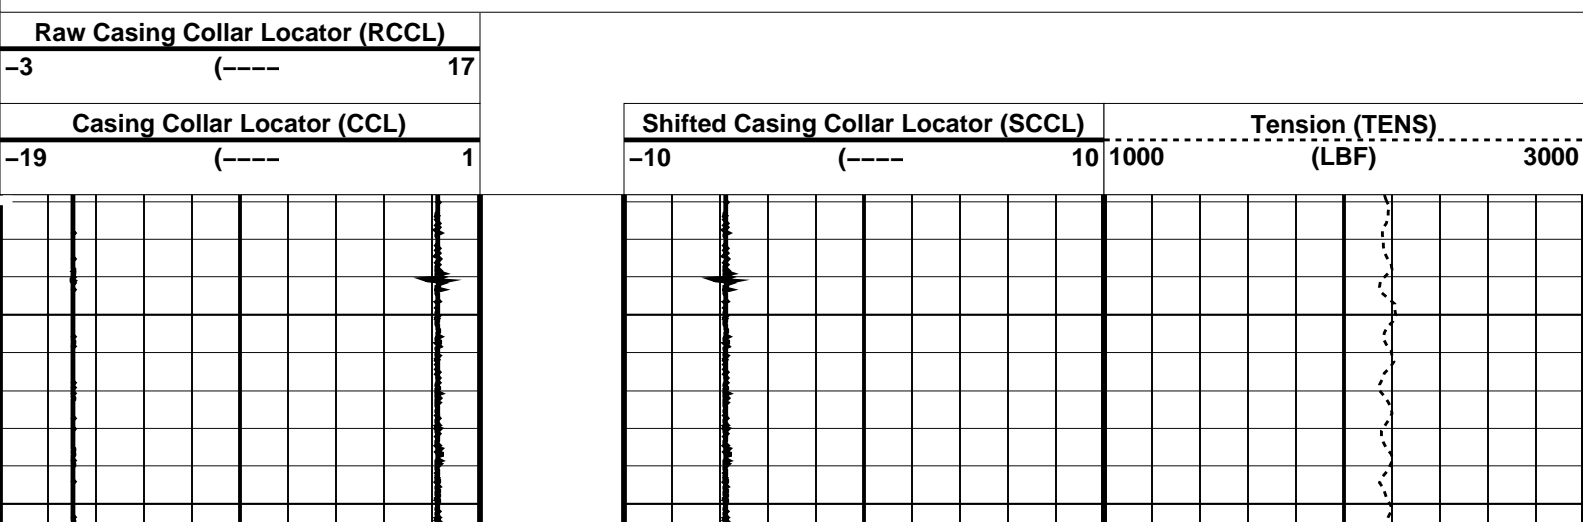 Raw Casing Collar Locator (RCCL)
−3 (−−−− 17
Casing Collar Locator (CCL)
−19 (−−−− 1
Shifted Casing Collar Locator (SCCL)
−10 (−−−− 10
Tension (TENS)
1000 (LBF) 3000